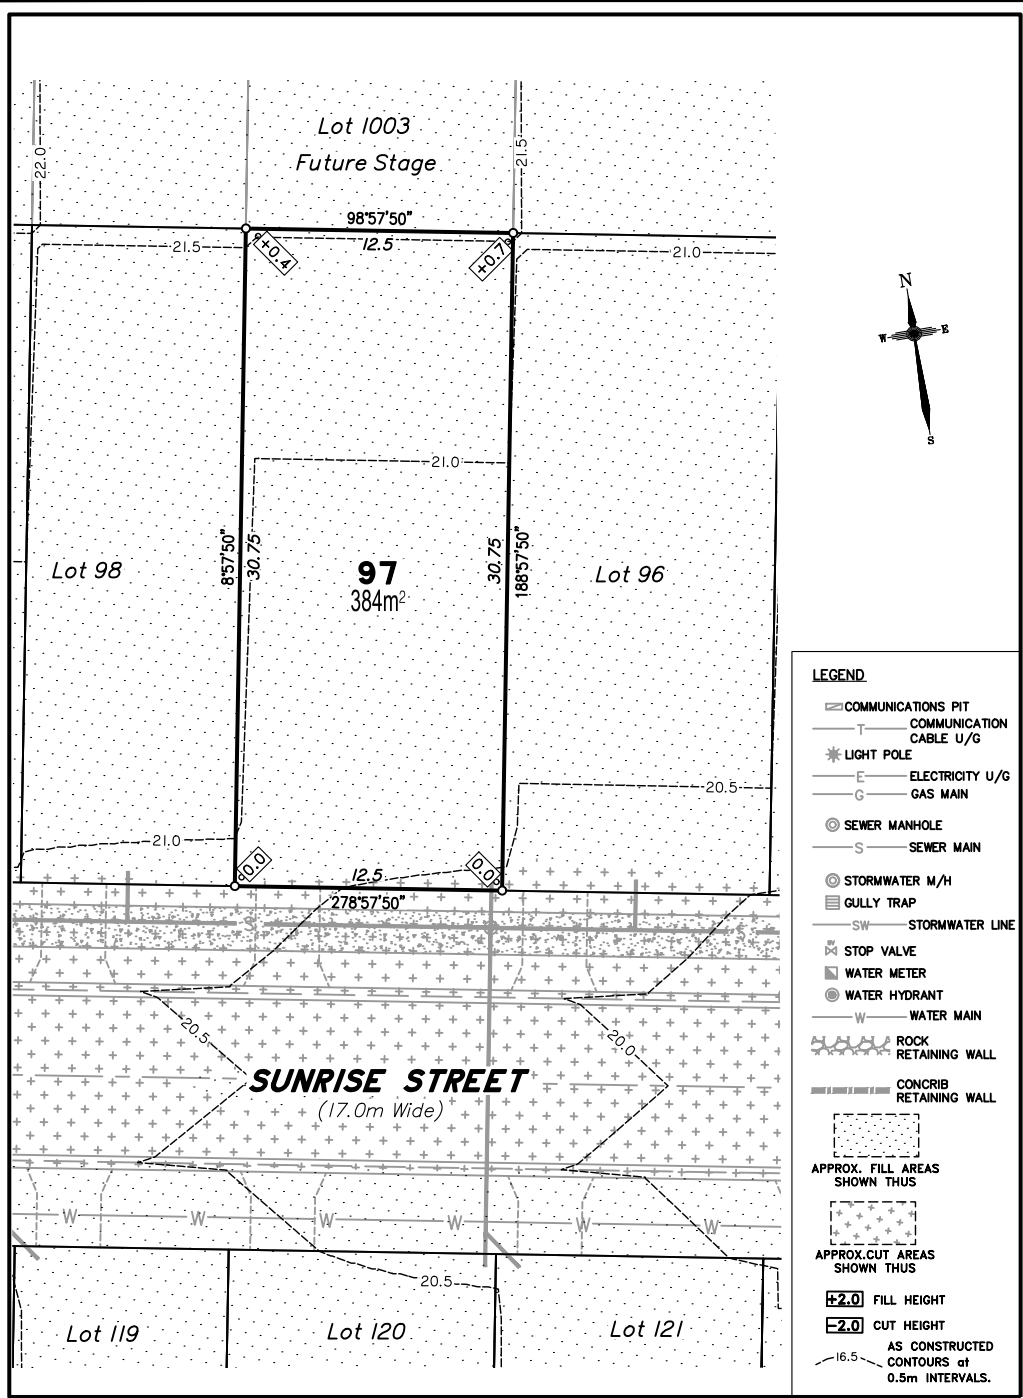 Lot 1003
Future Stage
22.0
21.5
98°57'50"
12.5
21.5
+0.4
+0.7
21.0
N
W
E
S
21.0
8°57'50"
30.75
30.75
188°57'50"
Lot 98
97
384m²
Lot 96
20.5
21.0
0.0
0.0
12.5
278°57'50"
S
S
20.5
20.0
SUNRISE STREET
(17.0m Wide)
W
W
W
W
W
W
20.5
Lot 119
Lot 120
Lot 121
LEGEND
COMMUNICATIONS PIT
T COMMUNICATION
CABLE U/G
LIGHT POLE
E ELECTRICITY U/G
G GAS MAIN
SEWER MANHOLE
S SEWER MAIN
STORMWATER M/H
GULLY TRAP
SW STORMWATER LINE
SV STOP VALVE
WATER METER
WATER HYDRANT
W WATER MAIN
ROCK
RETAINING WALL
CONCRIB
RETAINING WALL
APPROX. FILL AREAS
SHOWN THUS
APPROX.CUT AREAS
SHOWN THUS
+2.0 FILL HEIGHT
-2.0 CUT HEIGHT
16.5 AS CONSTRUCTED
CONTOURS at
0.5m INTERVALS.